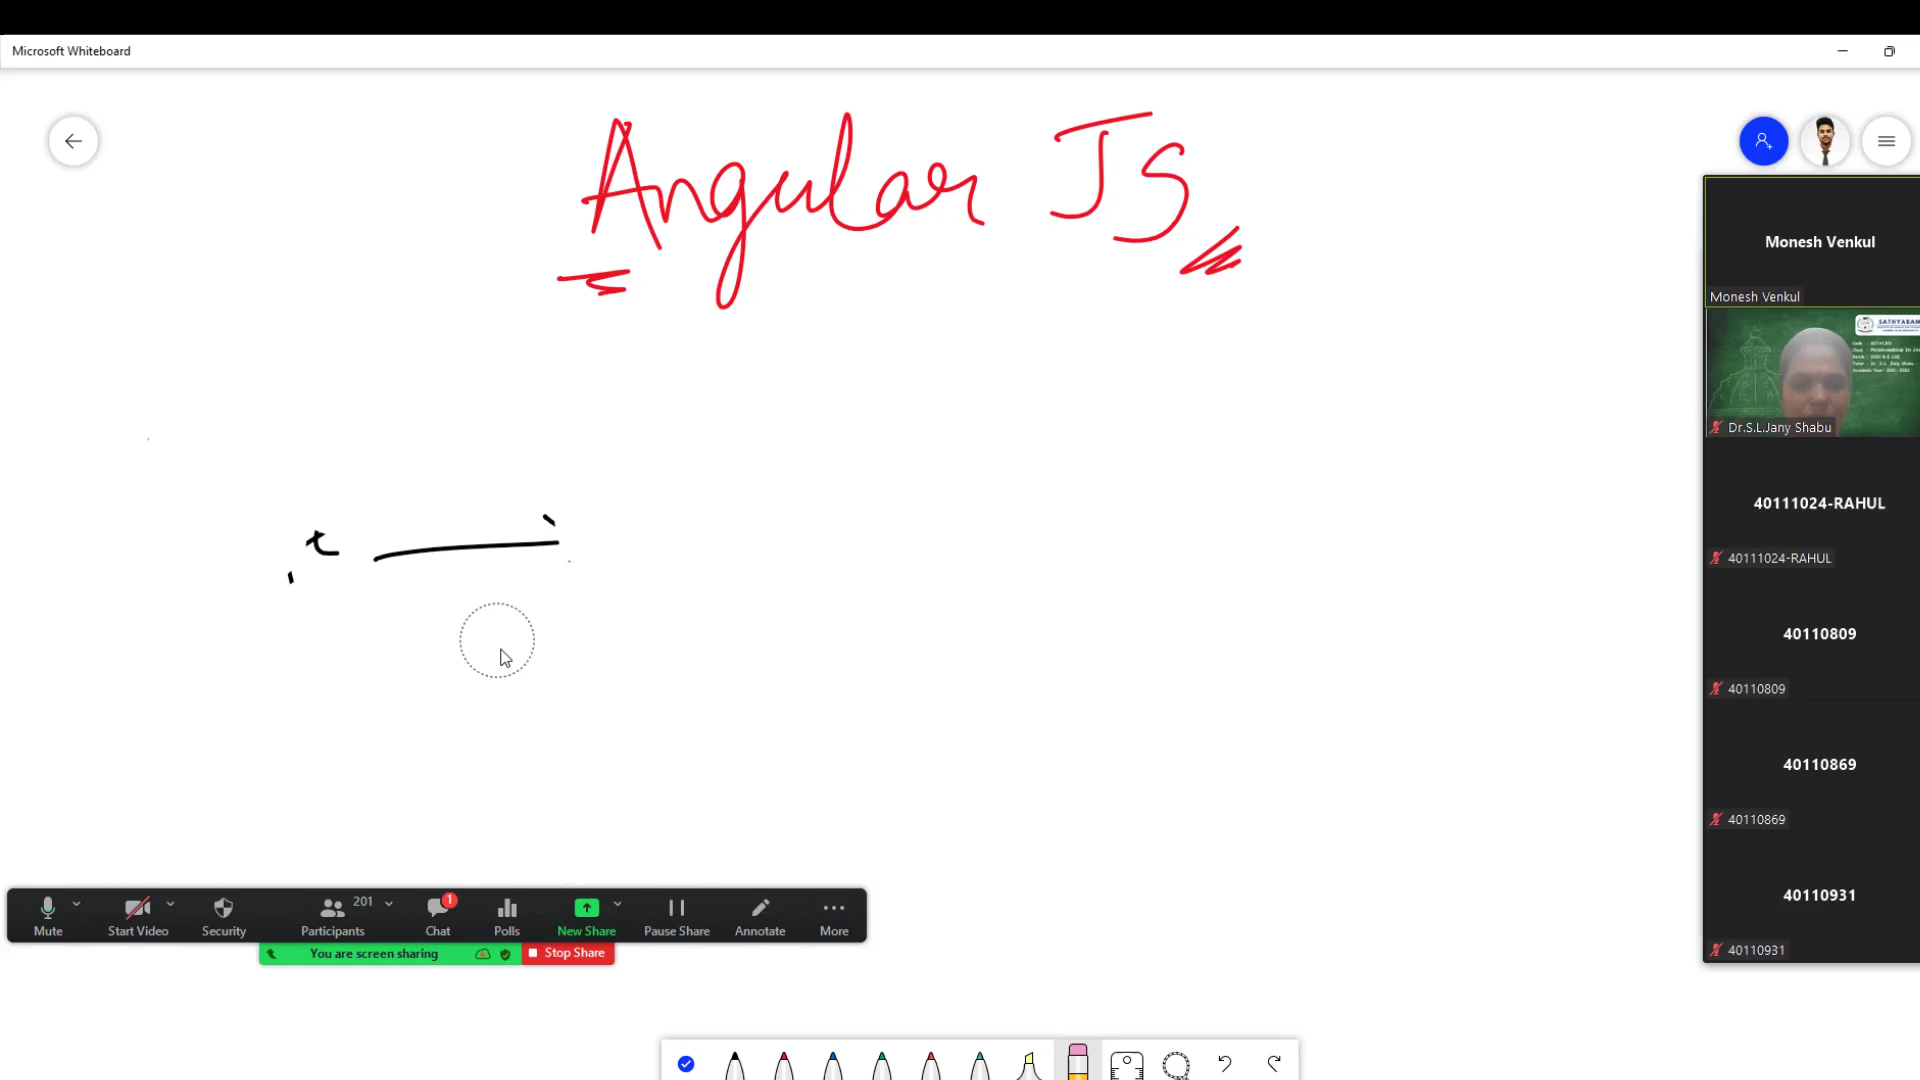 Microsoft Whiteboard
Angular JS
Monesh Venkul
Monesh Venkul
SATHYABAM
Dr.S.L.Jany Shabu
40111024-RAHUL
40111024-RAHUL
40110809
40110809
40110869
40110869
40110931
40110931
201
1
Mute
Start Video
Security
Participants
Chat
Polls
New Share
Pause Share
Annotate
More
You are screen sharing
Stop Share